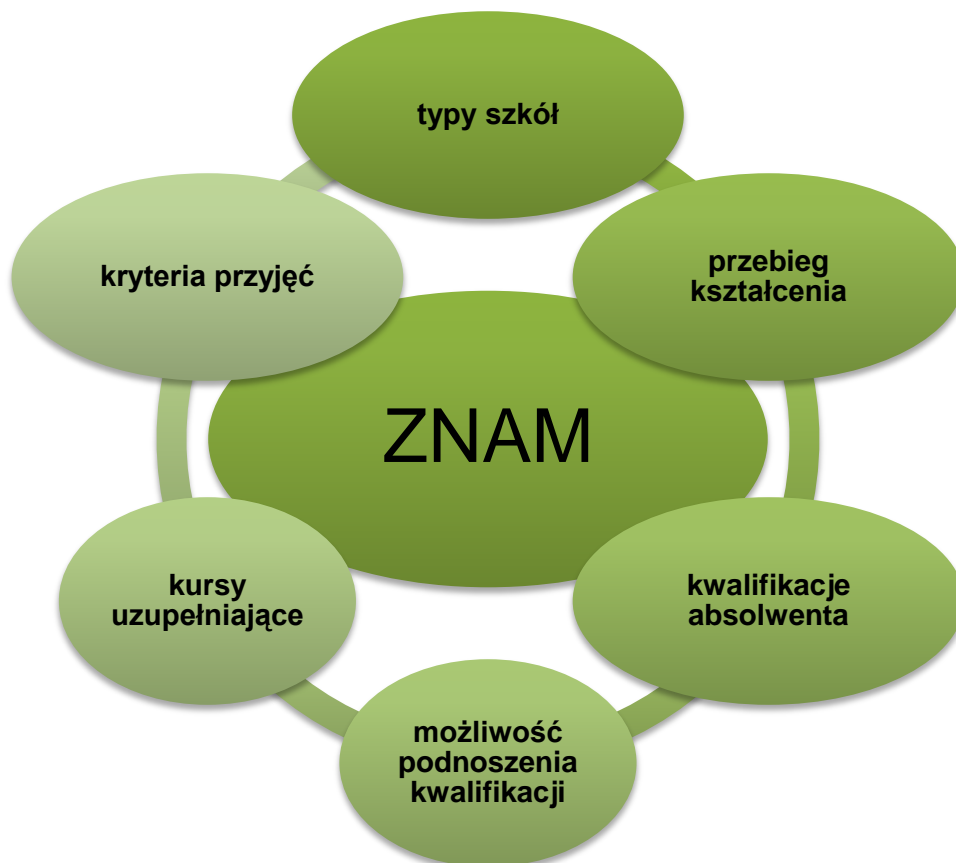 typy szkół
kryteria przyjęć
przebieg
kształcenia
ZNAM
kursy
uzupełniające
kwalifikacje
absolwenta
możliwość
podnoszenia
kwalifikacji